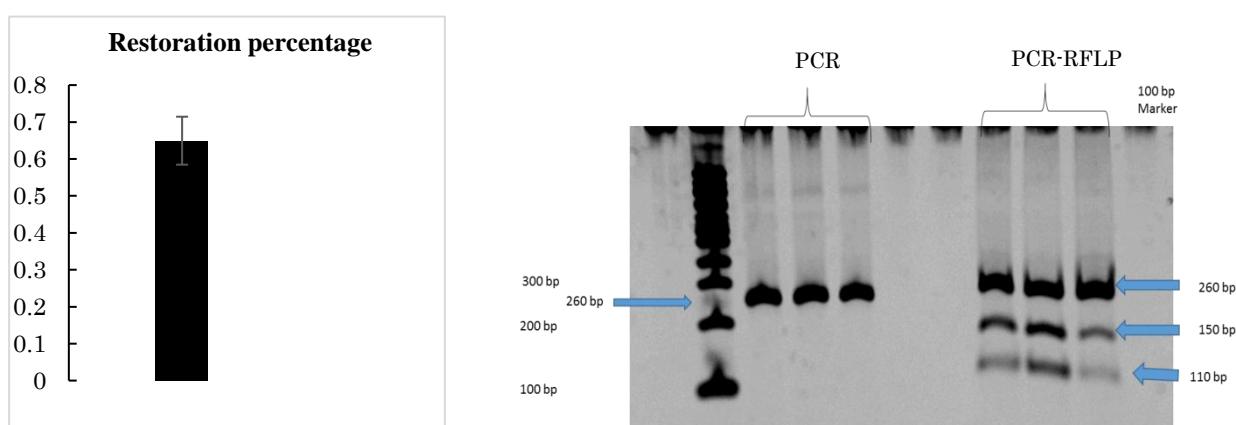 Restoration percentage
0.8
0.7
0.6
0.5
0.4
0.3
0.2
0.1
0
PCR
PCR-RFLP
100 bp
Marker
300 bp
260 bp
200 bp
100 bp
260 bp
150 bp
110 bp